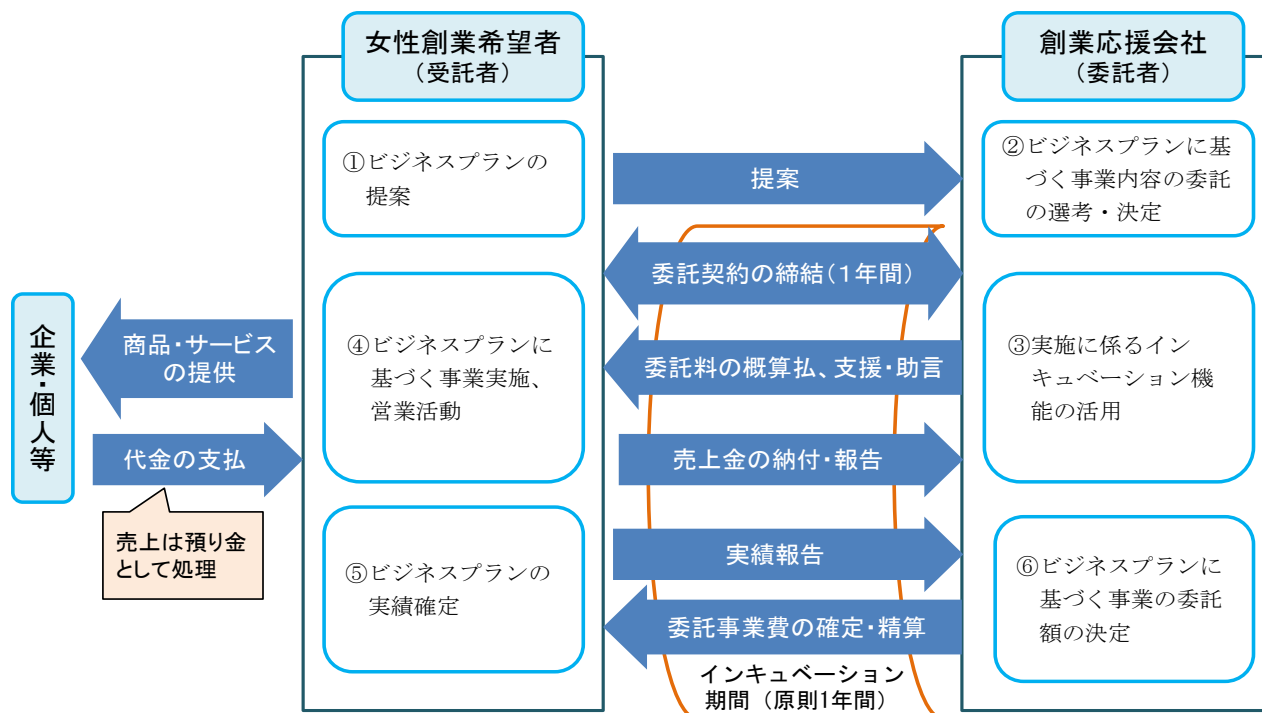 女性創業希望者
（受託者）
創業応援会社
（委託者）
①ビジネスプランの
提案
提案
②ビジネスプランに基
づく事業内容の委託
の選考・決定
委託契約の締結（１年間）
企業・個人等
商品・サービス
の提供
④ビジネスプランに
基づく事業実施、
営業活動
委託料の概算払、支援・助言
③実施に係るイン
キュベーション機
能の活用
代金の支払
売上金の納付・報告
売上は預り金
として処理
⑤ビジネスプランの
実績確定
実績報告
⑥ビジネスプランに
基づく事業の委託
額の決定
委託事業費の確定・精算
インキュベーション
期間（原則1年間）